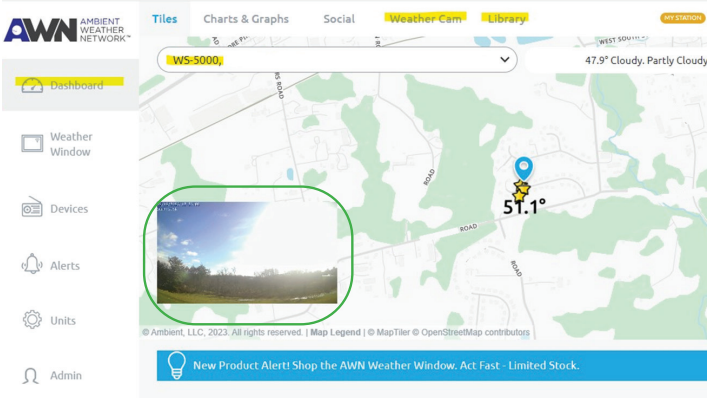 AWN AMBIENT
WEATHER
NETWORK™
Tiles Charts & Graphs Social Weather Cam Library MY STATION
WEST SOUTH
WS-5000, 47.9° Cloudy. Partly Cloudy
Dashboard
RS ROAD
Weather
Window
ROAD
51.1°
Devices
ROAD
ROAD
Alerts
Units
© Ambient, LLC, 2023. All rights reserved. | Map Legend | © MapTiler © OpenStreetMap contributors
New Product Alert! Shop the AWN Weather Window. Act Fast - Limited Stock.
Admin